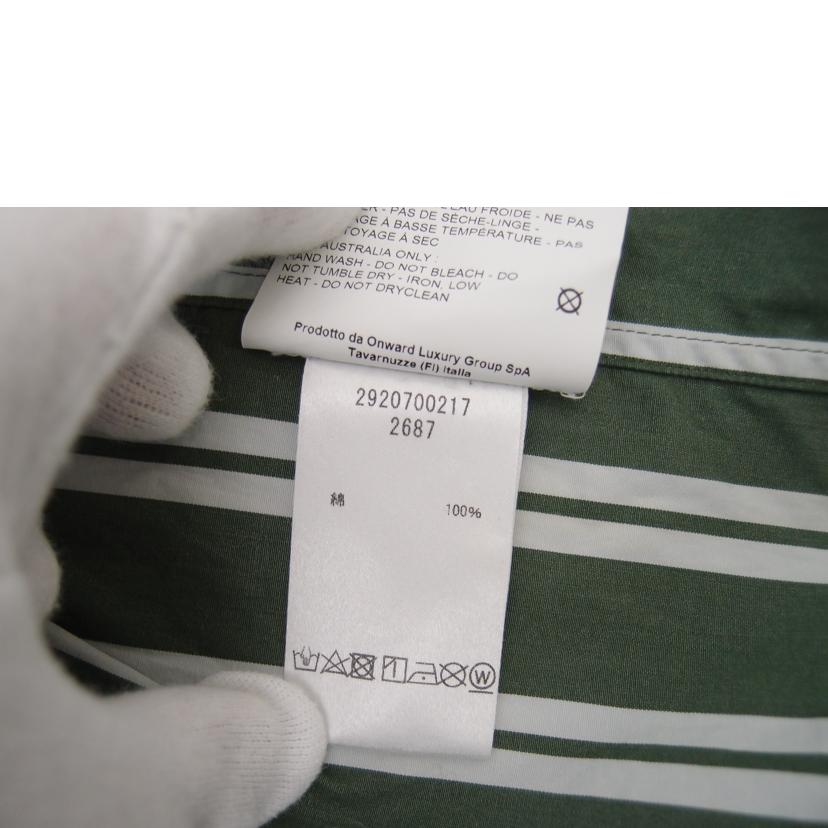 EAU FROIDE - NE PAS
ER - PAS DE SÈCHE-LINGE -
AGE À BASSE TEMPÉRATURE - PAS
TOYAGE À SEC
AUSTRALIA ONLY :
HAND WASH - DO NOT BLEACH - DO
NOT TUMBLE DRY - IRON, LOW
HEAT - DO NOT DRYCLEAN
Prodotto da Onward Luxury Group SpA
Tavarnuzze (FI) Italia
2920700217
2687
綿 100%
W